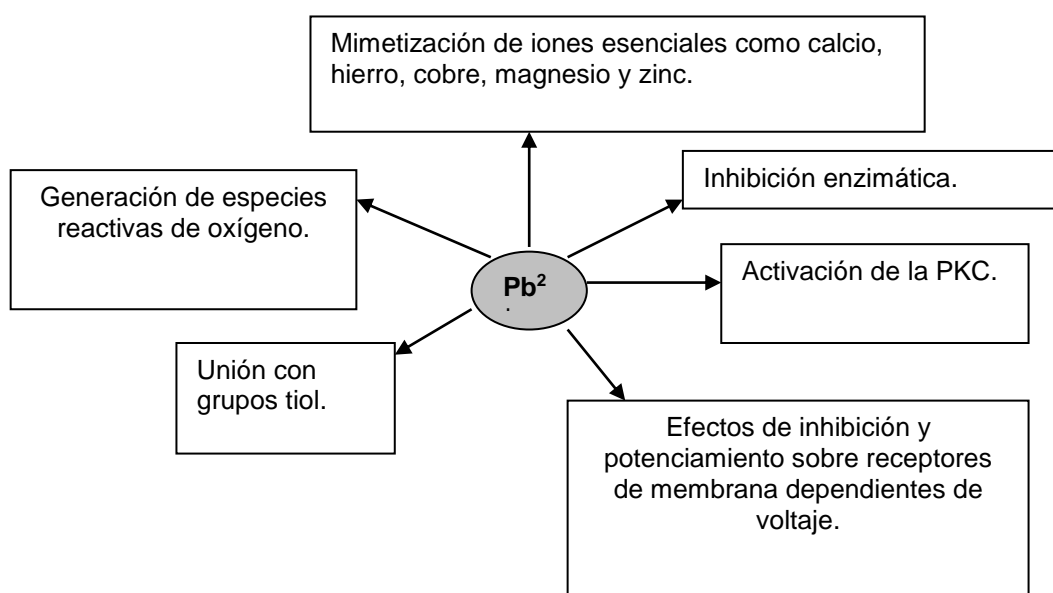 Mimetización de iones esenciales como calcio,
hierro, cobre, magnesio y zinc.
Inhibición enzimática.
Generación de especies
reactivas de oxígeno.
Activación de la PKC.
Pb²
.
Unión con
grupos tiol.
Efectos de inhibición y
potenciamiento sobre receptores
de membrana dependientes de
voltaje.